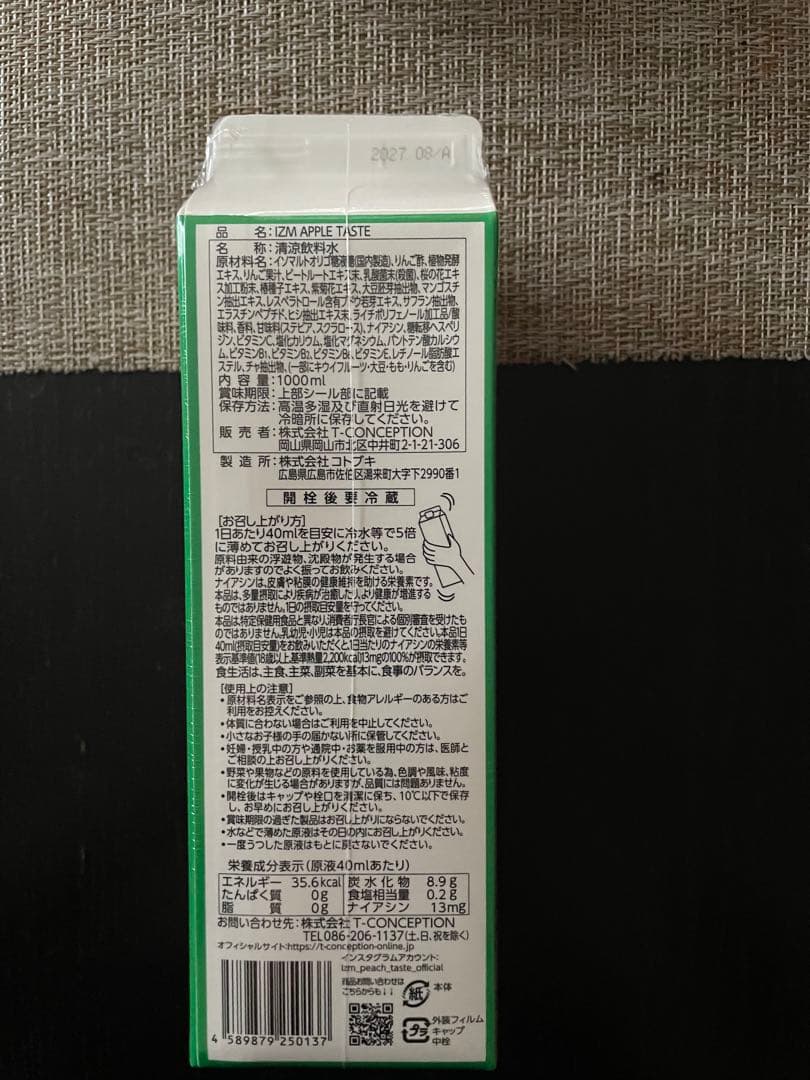 2027.08/A
品 名:IZM APPLE TASTE
名 称:清涼飲料水
原材料名:イソマルトオリゴ糖液糖(国内製造)、りんご酢、植物発酵
エキス、りんご果汁、ビートルートエキス末、乳酸菌末(殺菌)、桜の花エキ
ス加工粉末、椿種子エキス、紫菊花エキス、大豆胚芽抽出物、マンゴスチ
ン抽出エキス、レスベラトロール含有ブドウ若芽エキス、サフラン抽出物、
エラスチンペプチド、ヒシ抽出エキス末、ライチポリフェノール加工品/酸
味料、香料、甘味料(ステビア、スクラロース)、ナイアシン、糖転移ヘスペリ
ジン、ビタミンC、塩化カリウム、塩化マグネシウム、パントテン酸カルシウ
ム、ビタミンB1、ビタミンB2、ビタミンB6、ビタミンE、レチノール脂肪酸エ
ステル、チャ抽出物、(一部にキウイフルーツ・大豆・もも・りんごを含む)
内 容 量:1000ml
賞味期限:上部シール部に記載
保存方法:高温多湿及び直射日光を避けて
冷暗所に保存してください。
販 売 者:株式会社T-CONCEPTION
岡山県岡山市北区中井町2-1-21-306
製 造 所:株式会社コトブキ
広島県広島市佐伯区湯来町大字下2990番1
開栓後要冷蔵
[お召し上がり方]
1日あたり40mlを目安に冷水等で5倍
に薄めてお召し上がりください。
原料由来の浮遊物、沈殿物が発生する場合
がありますのでよく振ってお飲みください。
ナイアシンは、皮膚や粘膜の健康維持を助ける栄養素です。
本品は、多量摂取により疾病が治癒したり、より健康が増進する
ものではありません。1日の摂取目安量を守ってください。
本品は、特定保健用食品と異なり、消費者庁長官による個別審査を受けたも
のではありません。乳幼児・小児は本品の摂取を避けてください。本品1日
40ml(摂取目安量)をお飲みいただくと1日当たりのナイアシンの栄養素等
表示基準値(18歳以上、基準熱量2,200kcal)13mgの100%が摂取できます。
食生活は、主食、主菜、副菜を基本に、食事のバランスを。
[使用上の注意]
・原材料名表示をご参照の上、食物アレルギーのある方はご
利用をお控えください。
・体質に合わない場合はご利用を中止してください。
・小さなお子様の手の届かない所に保管してください。
・妊婦・授乳中の方や通院中・お薬を服用中の方は、医師と
ご相談の上お召し上がりください。
・野菜や果物などの原料を使用している為、色調や風味、粘度
に変化が生じる場合がありますが、品質には問題ありません。
・開栓後はキャップや栓口を清潔に保ち、10℃以下で保存
し、お早めにお召し上がりください。
・賞味期限の過ぎた製品はお召し上がりにならないでください。
・水などで薄めた原液はその日の内にお召し上がりください。
・一度うつした原液はもとに戻さないでください。
栄養成分表示(原液40mlあたり)
エネルギー 35.6kcal 炭水化物 8.9g
たんぱく質 0g 食塩相当量 0.2g
脂 質 0g ナイアシン 13mg
お問い合わせ先:株式会社T-CONCEPTION
TEL086-206-1137(土,日,祝を除く)
オフィシャルサイト:https://t-conception-online.jp
インスタグラムアカウント:
izm_peach_taste_official
商品お問い合わせは
こちらからも↓↓
紙 本体
プラ 外装フィルム
キャップ
中栓
4 589879 250137